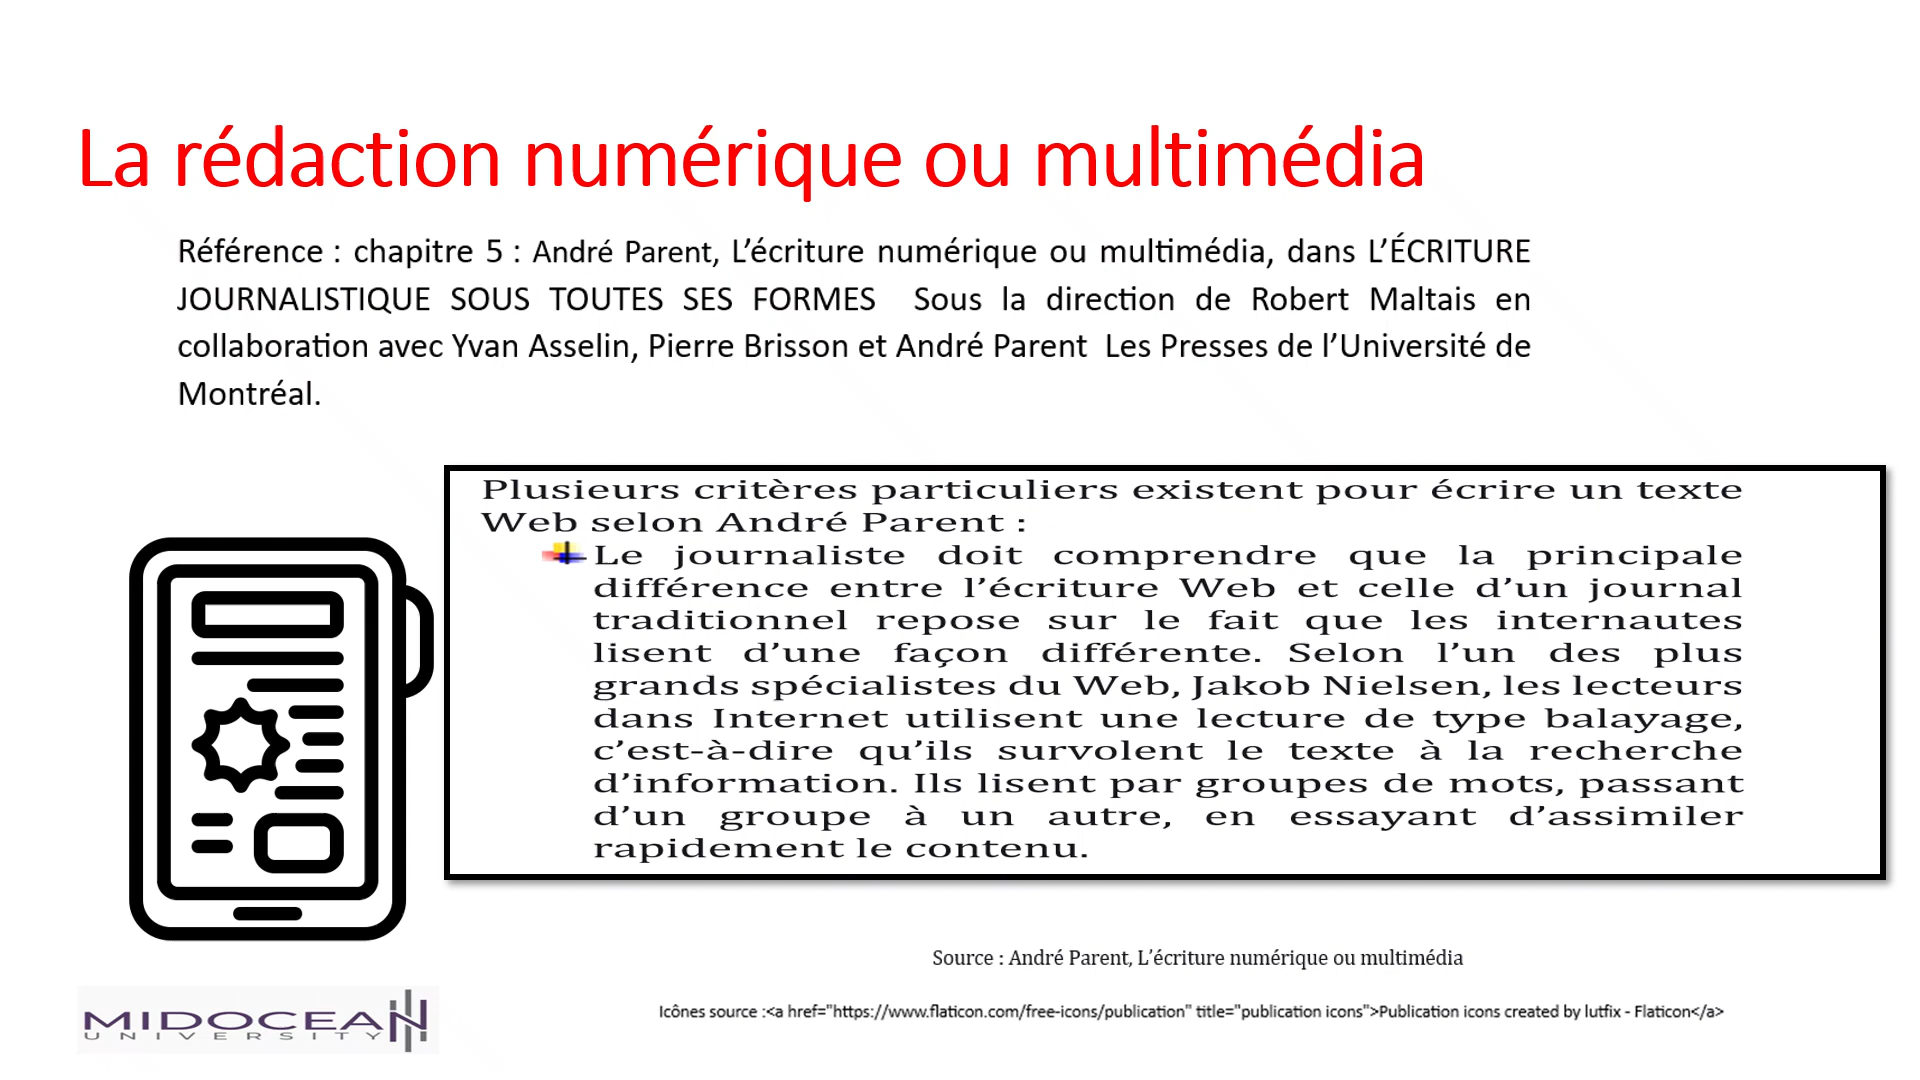 La rédaction numérique ou multimédia
Référence : chapitre 5 : André Parent, L’écriture numérique ou multimédia, dans L’ÉCRITURE
JOURNALISTIQUE SOUS TOUTES SES FORMES Sous la direction de Robert Maltais en
collaboration avec Yvan Asselin, Pierre Brisson et André Parent Les Presses de l’Université de
Montréal.
Plusieurs critères particuliers existent pour écrire un texte
Web selon André Parent :
Le journaliste doit comprendre que la principale
différence entre l’écriture Web et celle d’un journal
traditionnel repose sur le fait que les internautes
lisent d’une façon différente. Selon l’un des plus
grands spécialistes du Web, Jakob Nielsen, les lecteurs
dans Internet utilisent une lecture de type balayage,
c’est-à-dire qu’ils survolent le texte à la recherche
d’information. Ils lisent par groupes de mots, passant
d’un groupe à un autre, en essayant d’assimiler
rapidement le contenu.
Source : André Parent, L’écriture numérique ou multimédia
Icônes source :<a href="https://www.flaticon.com/free-icons/publication" title="publication icons">Publication icons created by lutfix - Flaticon</a>
MIDOCEAN
UNIVERSITY